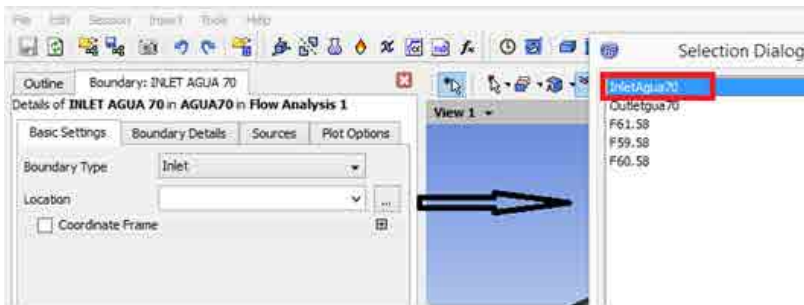 File Edit Session Insert Tools Help
Selection Dialog
Outline Boundary: INLET AGUA 70
Details of INLET AGUA 70 in AGUA70 in Flow Analysis 1
Basic Settings Boundary Details Sources Plot Options
Boundary Type Inlet
Location ...
Coordinate Frame
View 1
InletAgua70
Outletgua70
F61.58
F59.58
F60.58